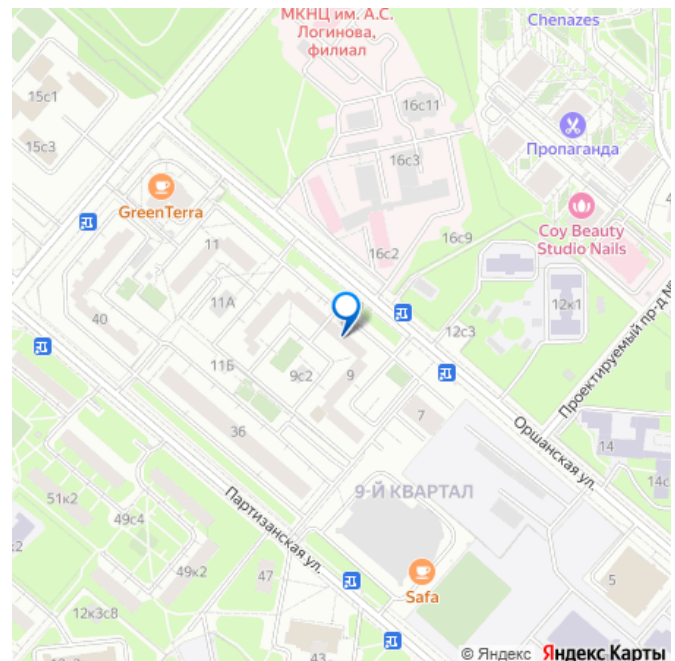 МКНЦ им. А.С.
Логинова,
филиал
Chenazes
15с1
16с11
15с3
16с3
Пропаганда
GreenTerra
Coy Beauty
Studio Nails
11
16с2
16с9
11А
12к1
40
12с3
Проектируемый пр-д №
11Б
9с2
9
7
36
Оршанская ул.
14
14с
9-Й КВАРТАЛ
51к2
49с4
Партизанская ул.
49к2
47
Safa
5
12к3с8
43
© Яндекс Яндекс Карты